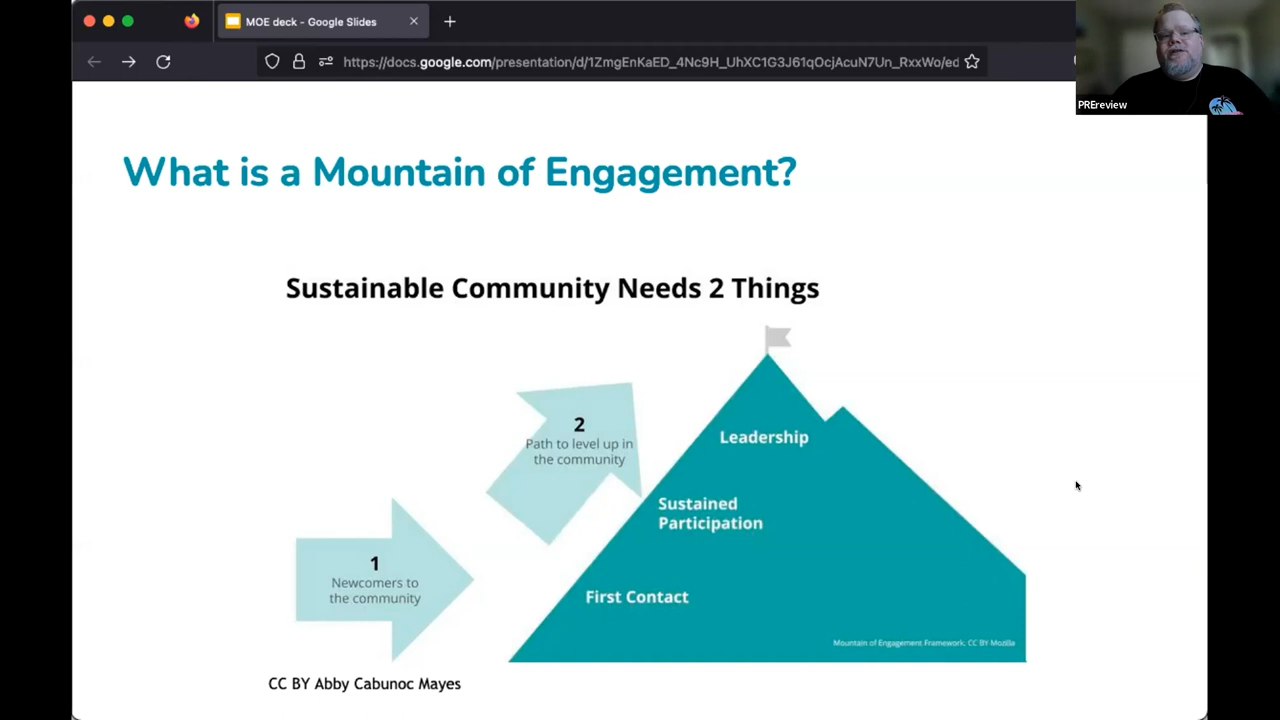 MOE deck - Google Slides
https://docs.google.com/presentation/d/1ZmgEnKaED_4Nc9H_UhXC1G3J61qOcjAcuN7Un_RxxWo/ed
PREreview
What is a Mountain of Engagement?
Sustainable Community Needs 2 Things
2
Path to level up in
the community
Leadership
Sustained
Participation
1
Newcomers to
the community
First Contact
Mountain of Engagement Framework, CC BY Mozilla
CC BY Abby Cabunoc Mayes